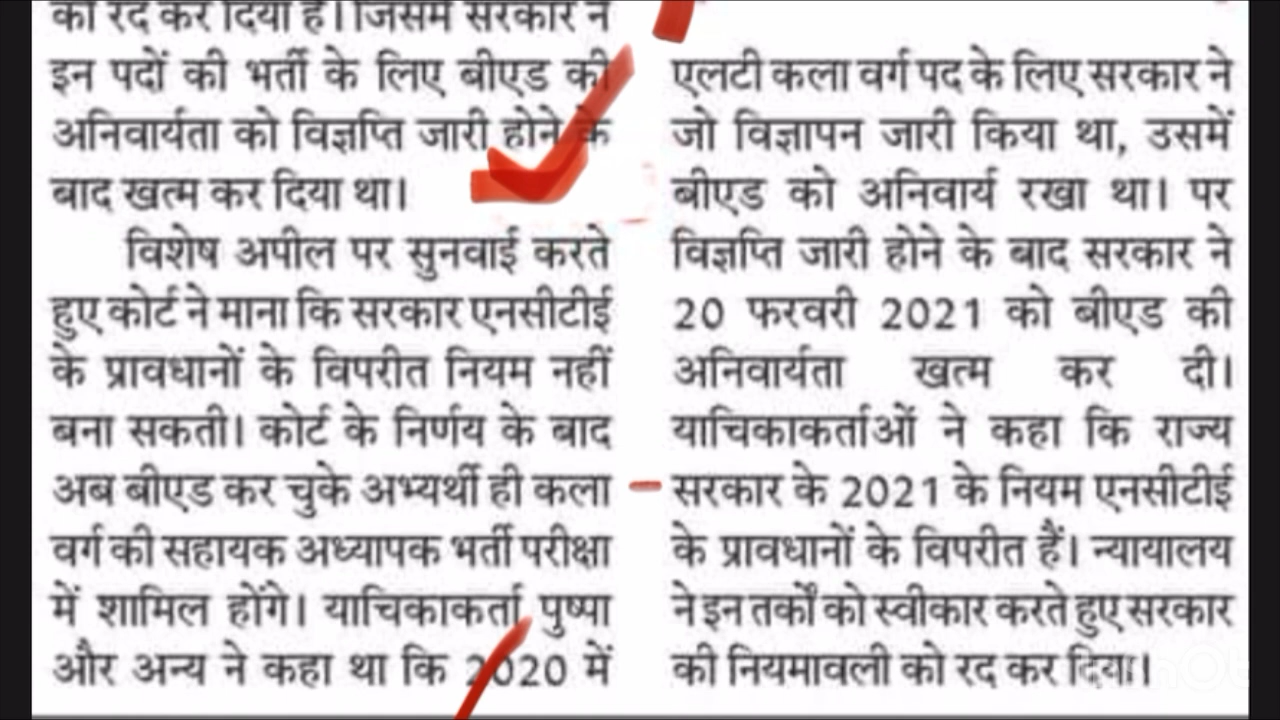 को रद कर दिया है। जिसमें सरकार ने
इन पदों की भर्ती के लिए बीएड की
अनिवार्यता को विज्ञप्ति जारी होने के
बाद खत्म कर दिया था।
विशेष अपील पर सुनवाई करते
हुए कोर्ट ने माना कि सरकार एनसीटीई
के प्रावधानों के विपरीत नियम नहीं
बना सकती। कोर्ट के निर्णय के बाद
अब बीएड कर चुके अभ्यर्थी ही कला
वर्ग की सहायक अध्यापक भर्ती परीक्षा
में शामिल होंगे। याचिकाकर्ता पुष्पा
और अन्य ने कहा था कि 2020 में
एलटी कला वर्ग पद के लिए सरकार ने
जो विज्ञापन जारी किया था, उसमें
बीएड को अनिवार्य रखा था। पर
विज्ञप्ति जारी होने के बाद सरकार ने
20 फरवरी 2021 को बीएड की
अनिवार्यता खत्म कर दी।
याचिकाकर्ताओं ने कहा कि राज्य
सरकार के 2021 के नियम एनसीटीई
के प्रावधानों के विपरीत हैं। न्यायालय
ने इन तर्कों को स्वीकार करते हुए सरकार
की नियमावली को रद कर दिया।